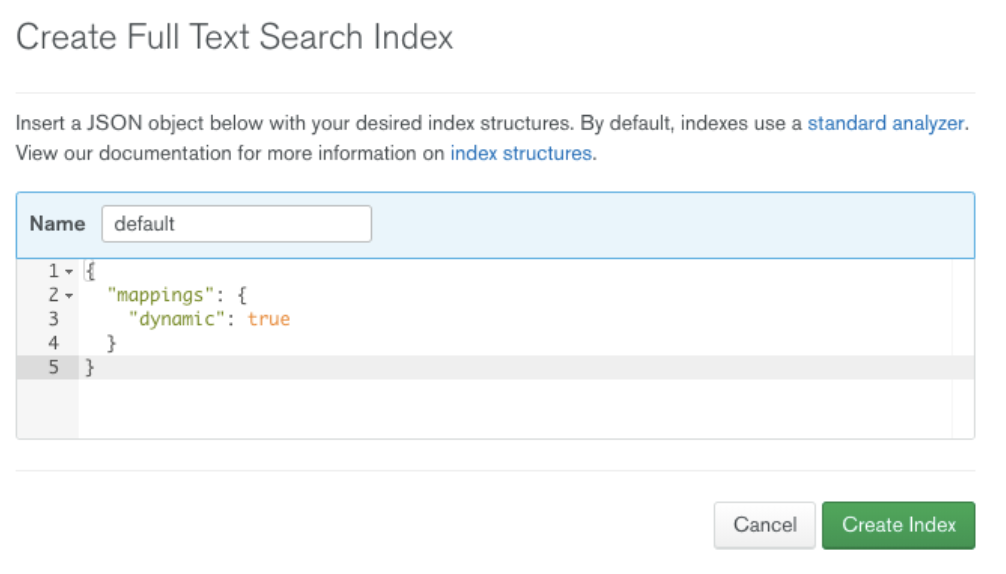 Create Full Text Search Index
Insert a JSON object below with your desired index structures. By default, indexes use a standard analyzer.
View our documentation for more information on index structures.
Name default
1 {
2 "mappings": {
3 "dynamic": true
4 }
5 }
Cancel Create Index